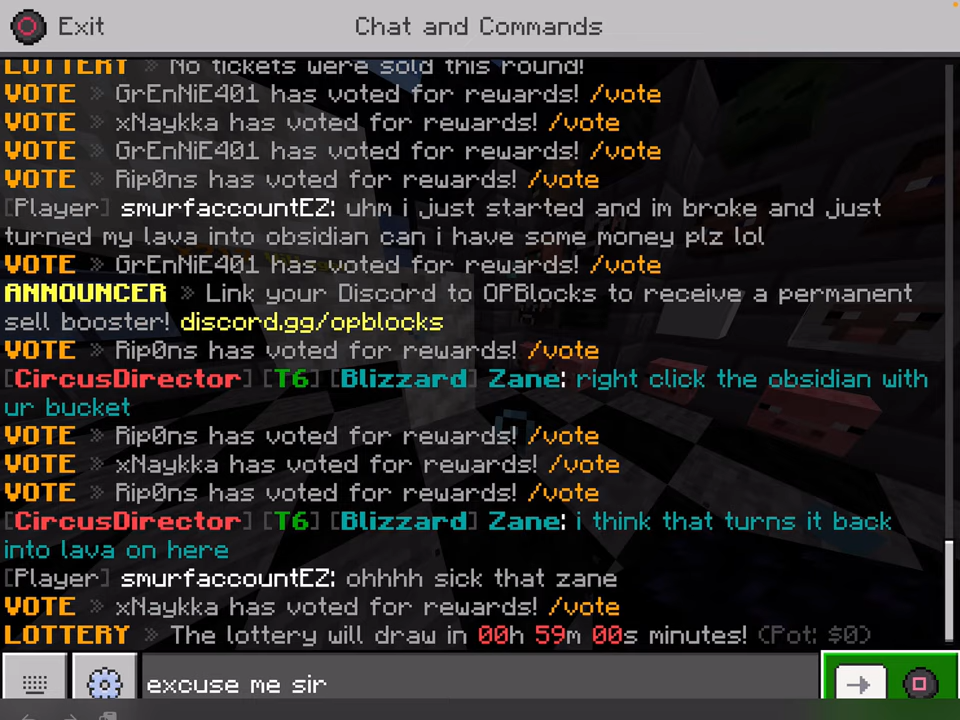 Exit
Chat and Commands
LOTTERY » No tickets were sold this round!
VOTE » GrEnNiE401 has voted for rewards! /vote
VOTE » xNaykka has voted for rewards! /vote
VOTE » GrEnNiE401 has voted for rewards! /vote
VOTE » Rip0ns has voted for rewards! /vote
[Player] smurfaccountEZ: uhm i just started and im broke and just
turned my lava into obsidian can i have some money plz lol
VOTE » GrEnNiE401 has voted for rewards! /vote
ANNOUNCER » Link your Discord to OPBlocks to receive a permanent
sell booster! discord.gg/opblocks
VOTE » Rip0ns has voted for rewards! /vote
[CircusDirector] [T6] [Blizzard] Zane: right click the obsidian with
ur bucket
VOTE » Rip0ns has voted for rewards! /vote
VOTE » xNaykka has voted for rewards! /vote
VOTE » Rip0ns has voted for rewards! /vote
[CircusDirector] [T6] [Blizzard] Zane: i think that turns it back
into lava on here
[Player] smurfaccountEZ: ohhhh sick that zane
VOTE » xNaykka has voted for rewards! /vote
LOTTERY » The lottery will draw in 00h 59m 00s minutes! (Pot: $0)
excuse me sir